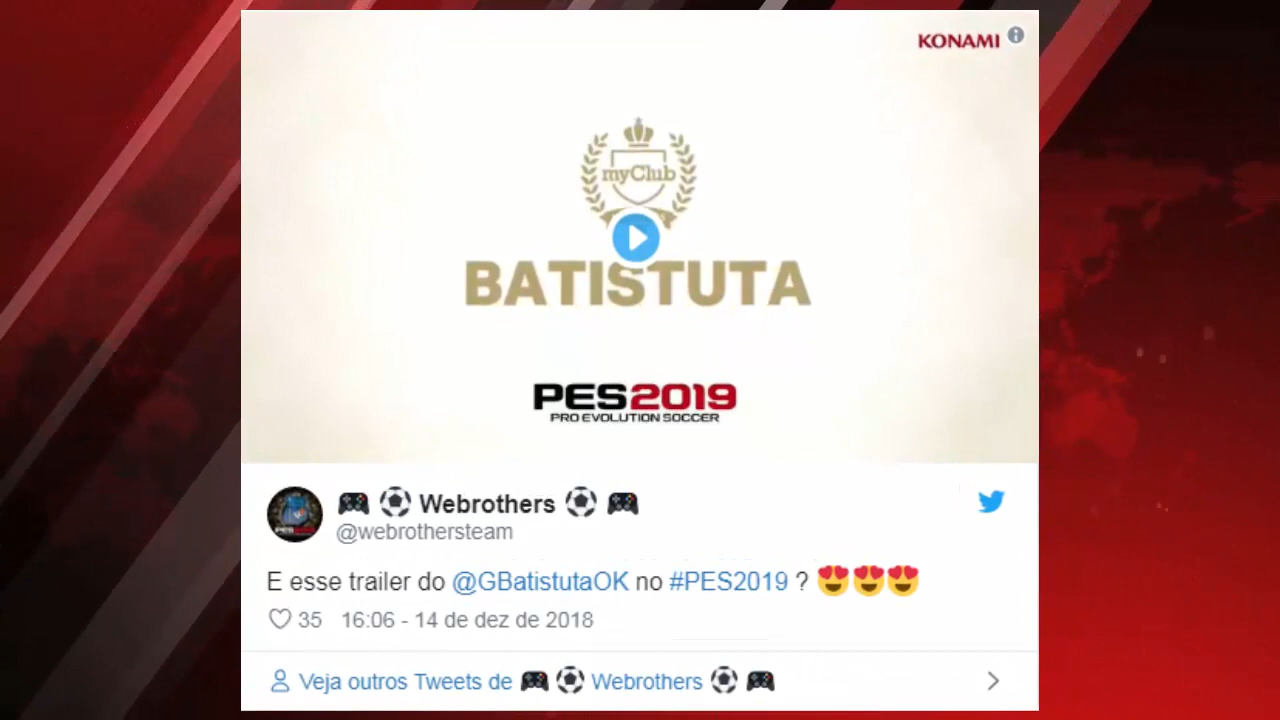 KONAMI
myClub
BATISTUTA
PES2019
PRO EVOLUTION SOCCER
🎮 ⚽ Webrothers ⚽ 🎮
@webrothersteam
E esse trailer do @GBatistutaOK no #PES2019 ? 😍😍😍
35 16:06 - 14 de dez de 2018
Veja outros Tweets de 🎮 ⚽ Webrothers ⚽ 🎮